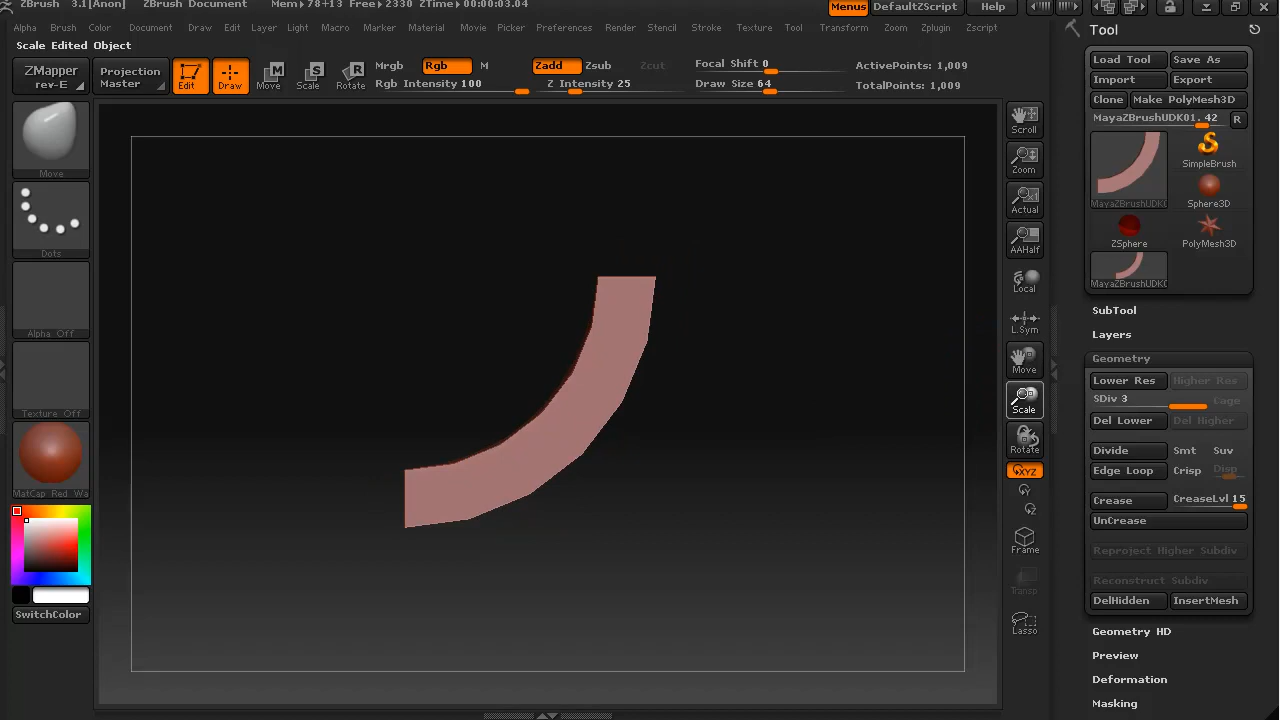 ZBrush 3.1[Anon] ZBrush Document Mem▸78+13 Free▸2330 ZTime▸00:00:03.04 Menus DefaultZScript Help
Alpha Brush Color Document Draw Edit Layer Light Macro Marker Material Movie Picker Preferences Render Stencil Stroke Texture Tool Transform Zoom Zplugin Zscript
Scale Edited Object
ZMapper
rev-E
Projection
Master
Edit
Draw
Move
Scale
Rotate
Mrgb Rgb M
Rgb Intensity 100
Zadd Zsub Zcut
Z Intensity 25
Focal Shift 0
Draw Size 64
ActivePoints: 1,009
TotalPoints: 1,009
Move
Dots
Alpha Off
Texture Off
MatCap Red Wa
SwitchColor
Scroll
Zoom
Actual
AAHalf
Local
L.Sym
Move
Scale
Rotate
XYZ
Y
Z
Frame
Transp
Lasso
Tool
Load Tool Save As
Import Export
Clone Make PolyMesh3D
MayaZBrushUDK01. 42 R
MayaZBrushUDK0
SimpleBrush
Sphere3D
ZSphere
PolyMesh3D
MayaZBrushUDK0
SubTool
Layers
Geometry
Lower Res Higher Res
SDiv 3 Cage
Del Lower Del Higher
Divide Smt Suv
Edge Loop Crisp Disp
Crease CreaseLvl 15
UnCrease
Reproject Higher Subdiv
Reconstruct Subdiv
DelHidden InsertMesh
Geometry HD
Preview
Deformation
Masking